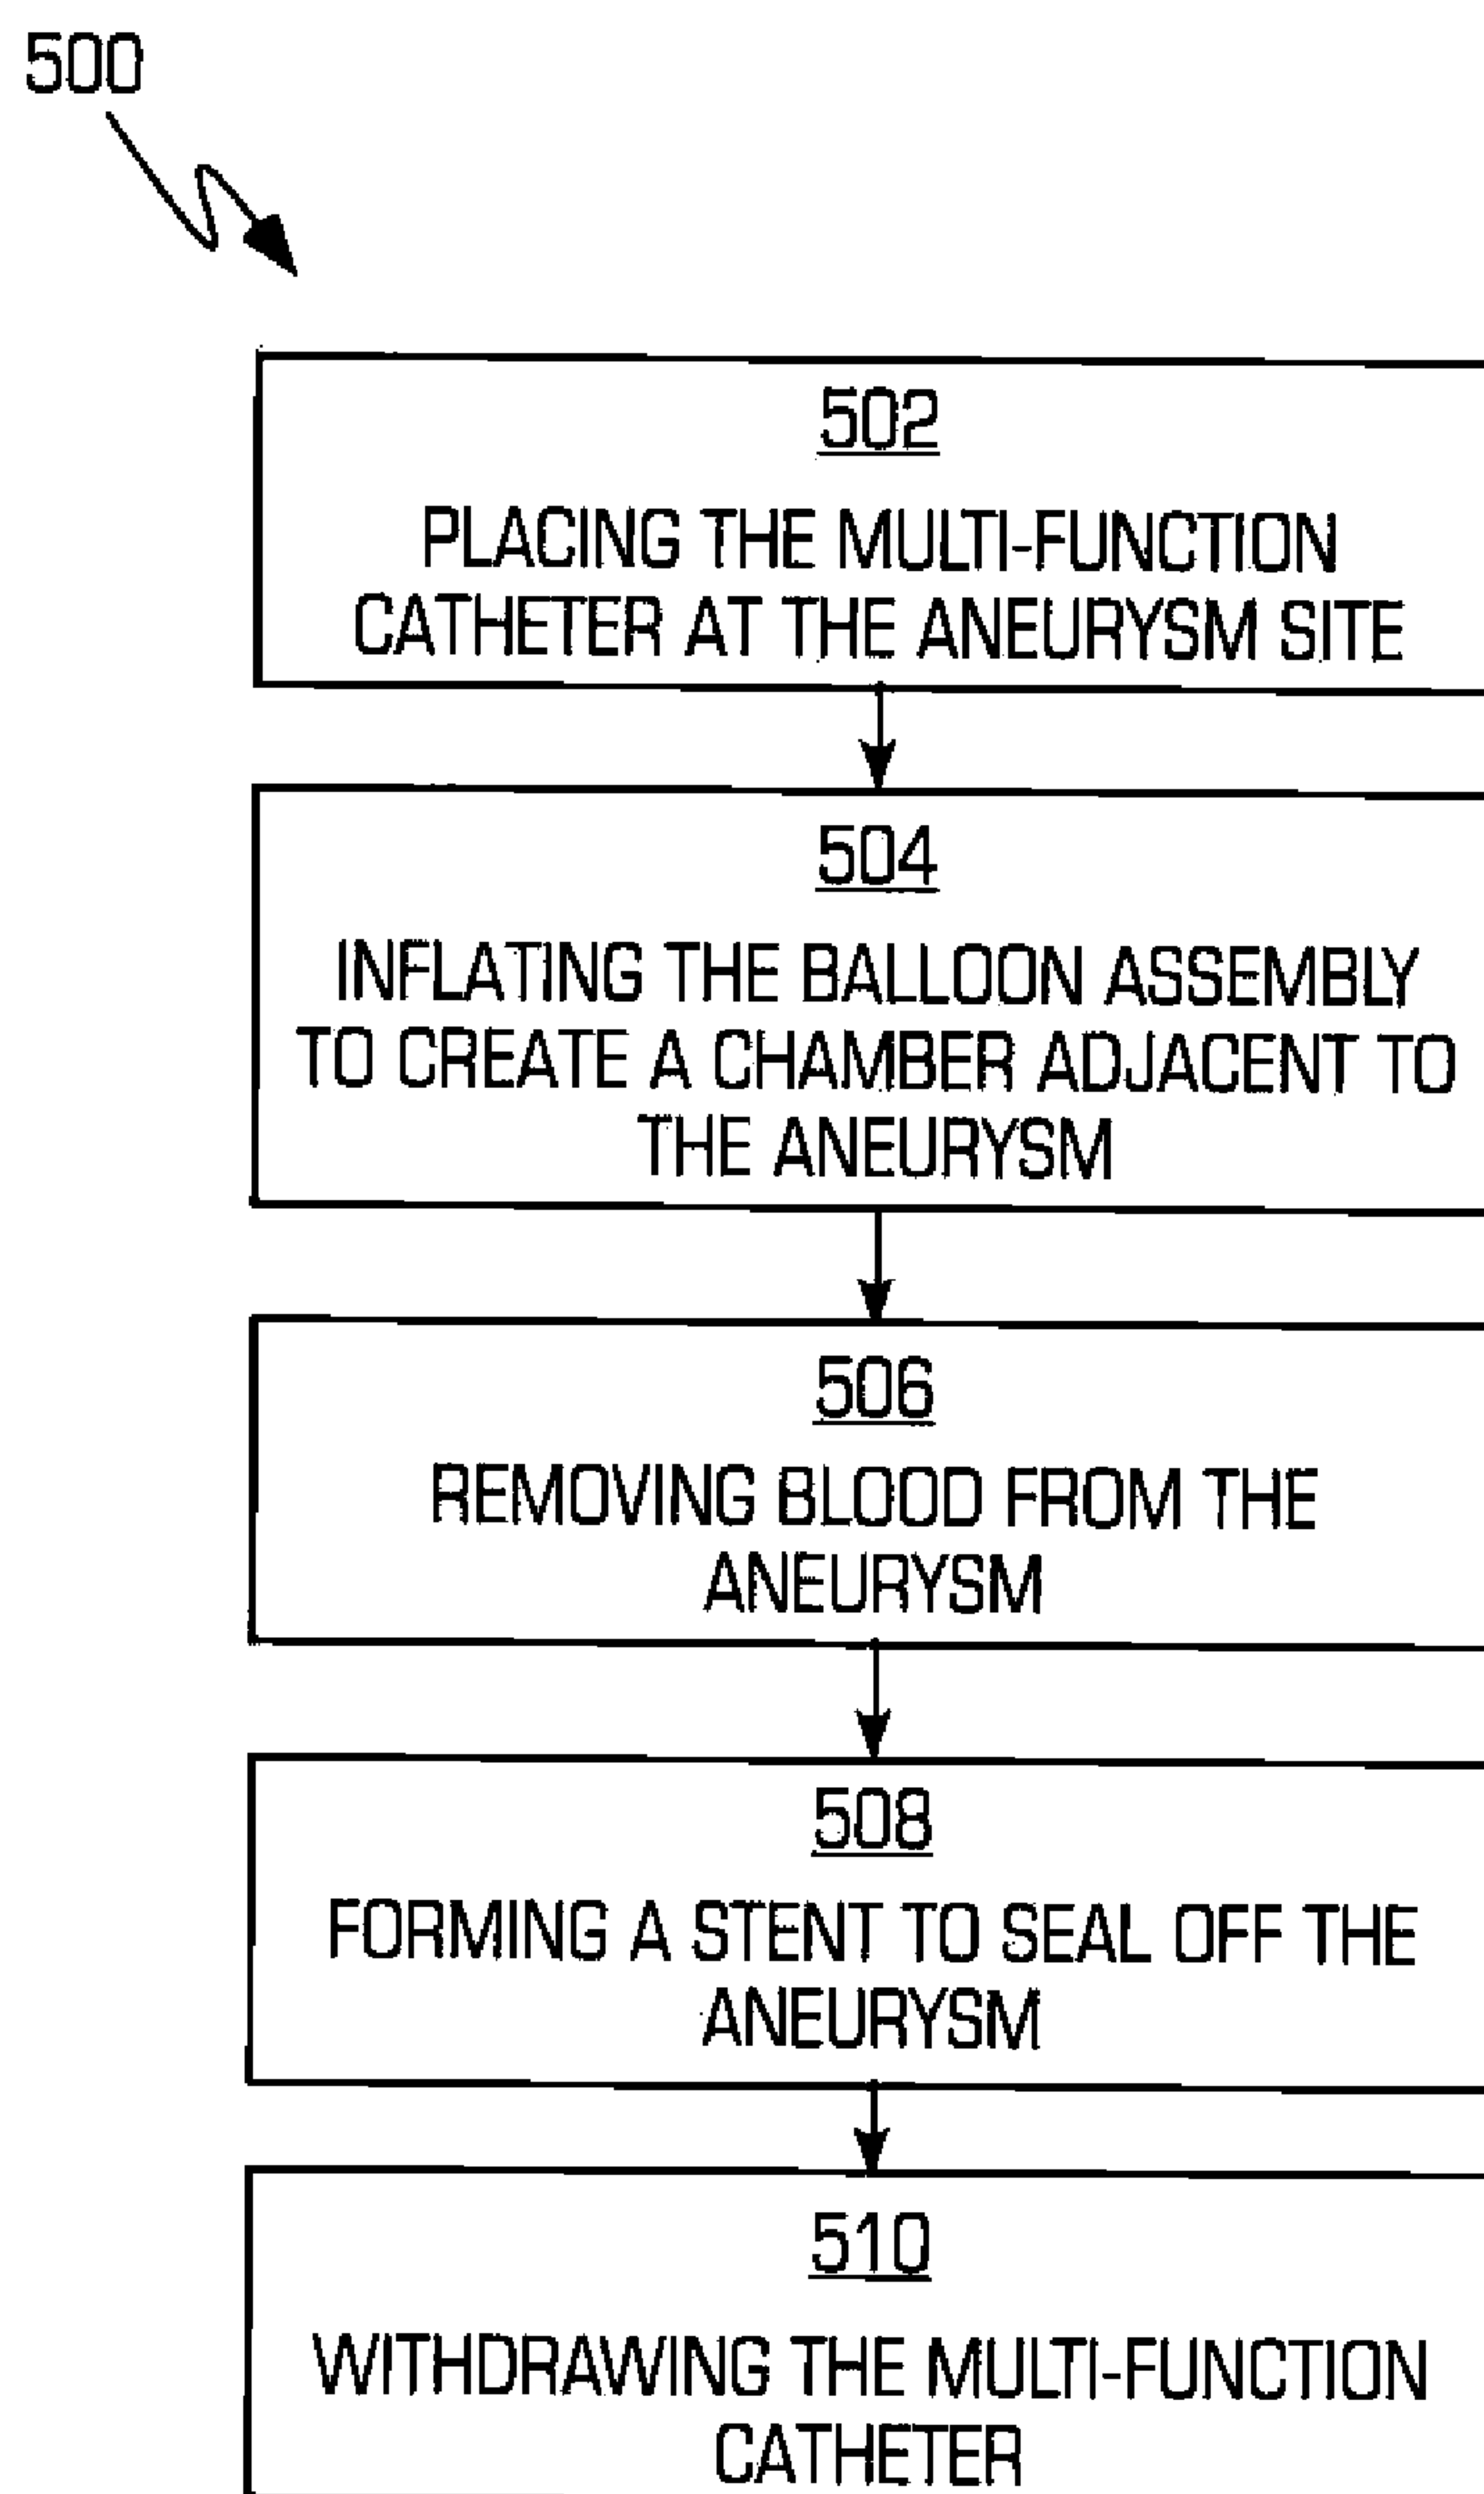 500
502
PLACING THE MULTI-FUNCTION
CATHETER AT THE ANEURYSM SITE
504
INFLATING THE BALLOON ASSEMBLY
TO CREATE A CHAMBER ADJACENT TO
THE ANEURYSM
506
REMOVING BLOOD FROM THE
ANEURYSM
508
FORMING A STENT TO SEAL OFF THE
ANEURYSM
510
WITHDRAWING THE MULTI-FUNCTION
CATHETER